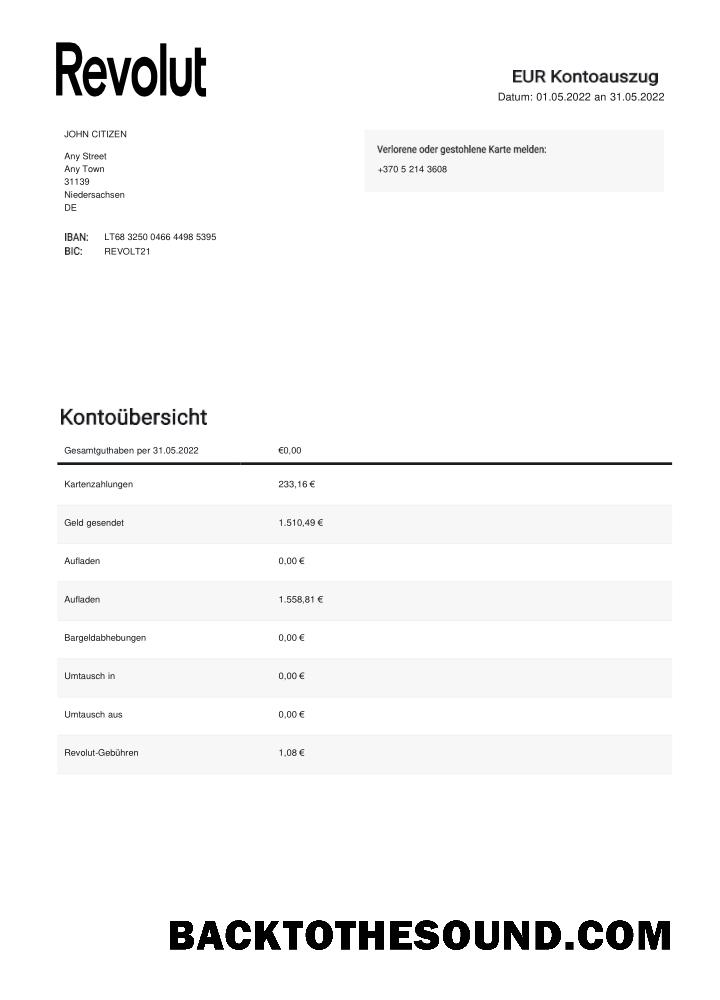 Revolut
EUR Kontoauszug
Datum: 01.05.2022 an 31.05.2022
JOHN CITIZEN
Any Street
Any Town
31139
Niedersachsen
DE
Verlorene oder gestohlene Karte melden:
+370 5 214 3608
IBAN: LT68 3250 0466 4498 5395
BIC: REVOLT21
Kontoübersicht
Gesamtguthaben per 31.05.2022 €0,00
Kartenzahlungen 233,16 €
Geld gesendet 1.510,49 €
Aufladen 0,00 €
Aufladen 1.558,81 €
Bargeldabhebungen 0,00 €
Umtausch in 0,00 €
Umtausch aus 0,00 €
Revolut-Gebühren 1,08 €
BACKTOTHESOUND.COM